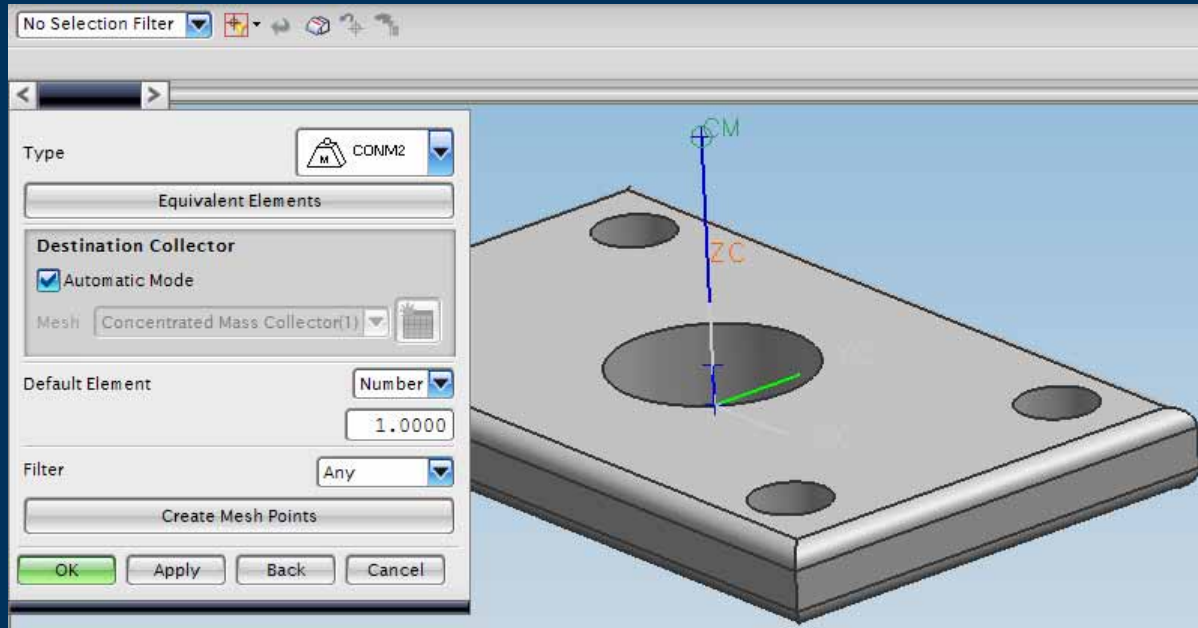 No Selection Filter
Type
M
CONM2
Equivalent Elements
Destination Collector
Automatic Mode
Mesh
Concentrated Mass Collector(1)
Default Element
Number
1.0000
Filter
Any
Create Mesh Points
OK
Apply
Back
Cancel
CM
ZC